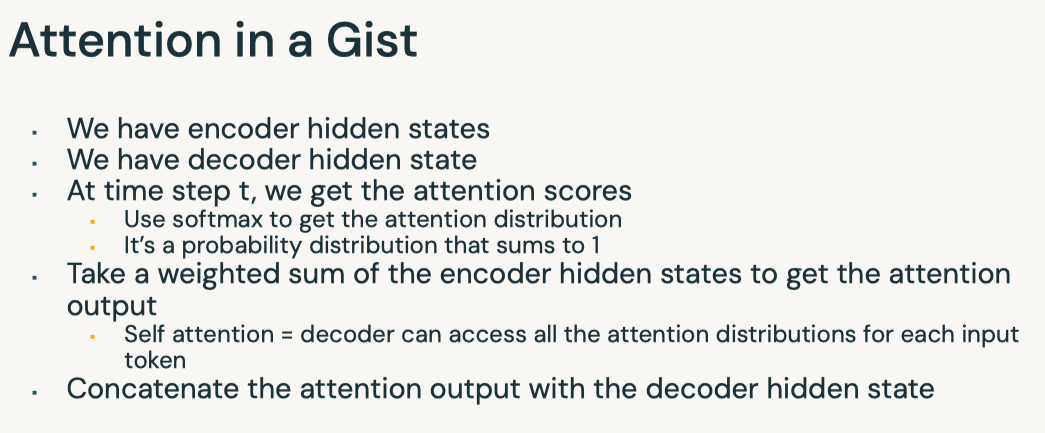 Attention in a Gist
We have encoder hidden states
We have decoder hidden state
At time step t, we get the attention scores
Use softmax to get the attention distribution
It's a probability distribution that sums to 1
Take a weighted sum of the encoder hidden states to get the attention
output
Self attention = decoder can access all the attention distributions for each input
token
Concatenate the attention output with the decoder hidden state